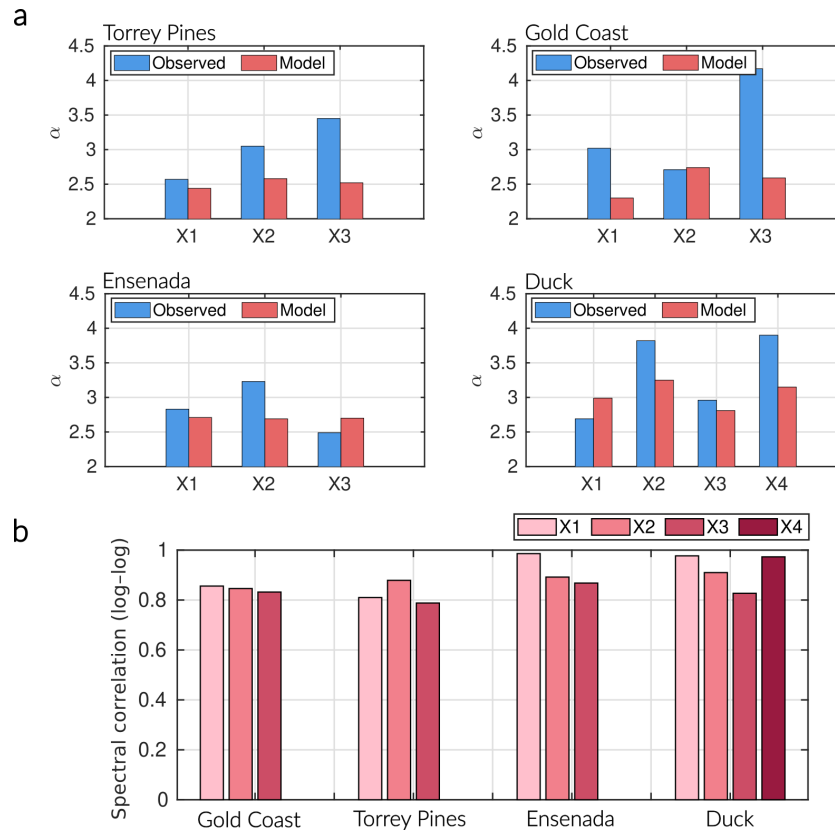 a
Torrey Pines
Observed Model
4.5
4
3.5
3
2.5
2
α
X1 X2 X3
Gold Coast
Observed Model
4.5
4
3.5
3
2.5
2
α
X1 X2 X3
Ensenada
Observed Model
4.5
4
3.5
3
2.5
2
α
X1 X2 X3
Duck
Observed Model
4.5
4
3.5
3
2.5
2
α
X1 X2 X3 X4
b
X1 X2 X3 X4
Spectral correlation (log-log)
1
0.8
0.6
0.4
0.2
0
Gold Coast Torrey Pines Ensenada Duck